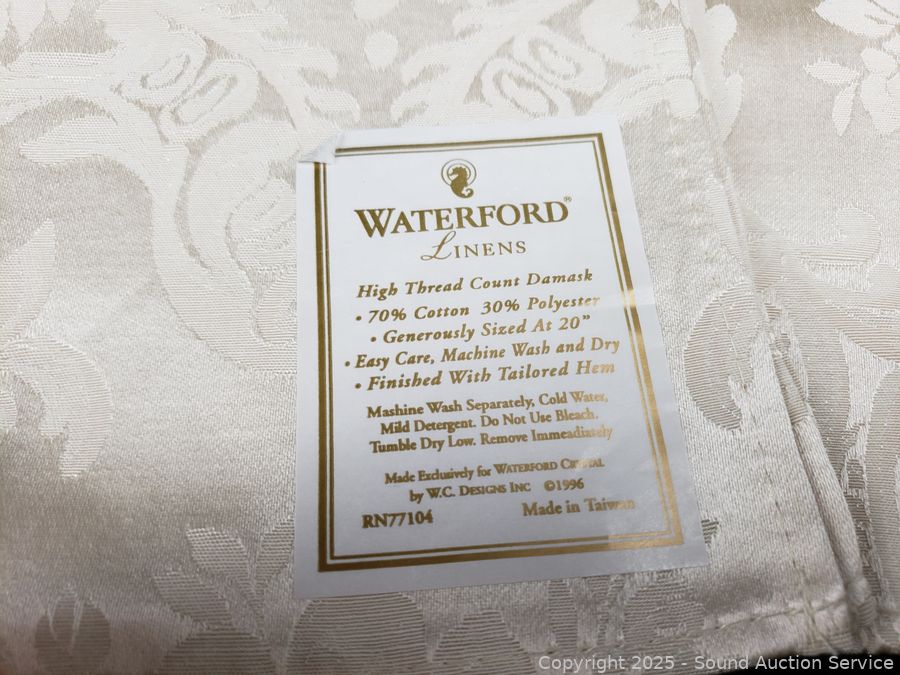 WATERFORD®
LINENS
High Thread Count Damask
• 70% Cotton 30% Polyester
• Generously Sized At 20"
• Easy Care, Machine Wash and Dry
• Finished With Tailored Hem
Mashine Wash Separately, Cold Water,
Mild Detergent. Do Not Use Bleach.
Tumble Dry Low. Remove Immeadiately
Made Exclusively for WATERFORD CRYSTAL
by W.C. DESIGNS INC ©1996
RN77104 Made in Taiwan
Copyright 2025 - Sound Auction Service